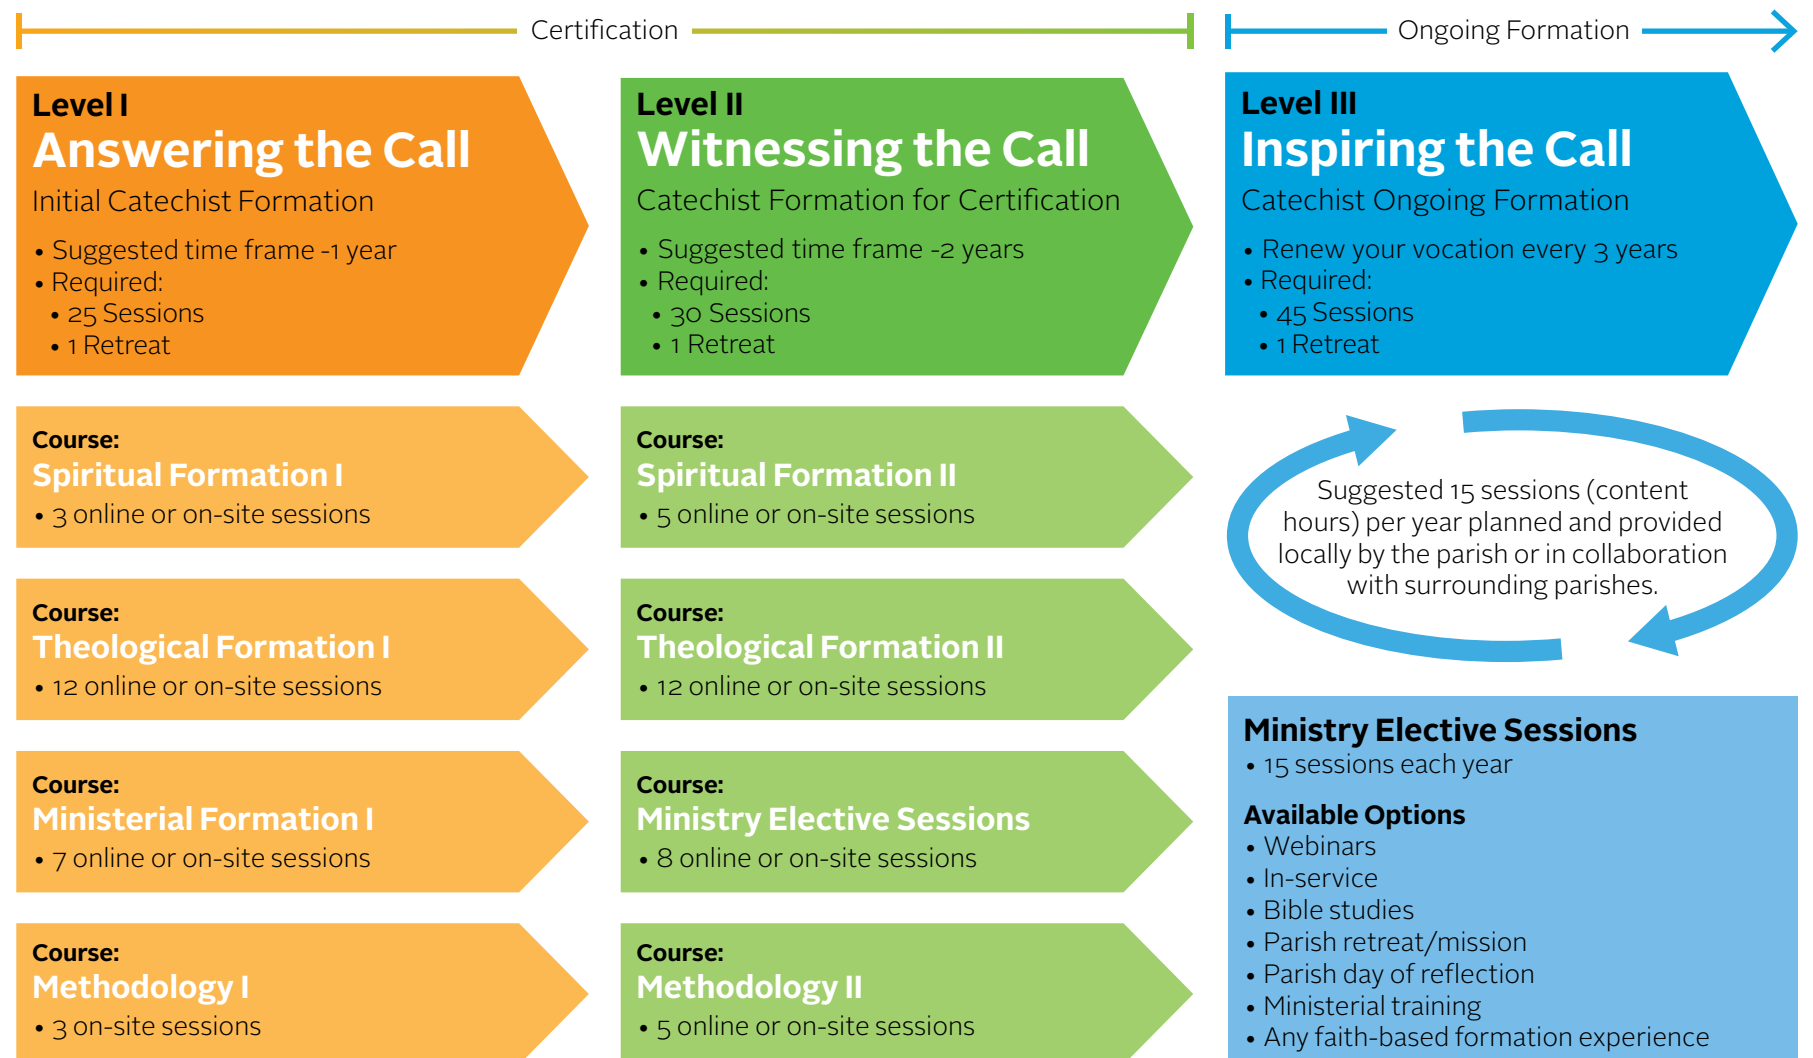 Certification
Ongoing Formation
Level I
Answering the Call
Initial Catechist Formation
• Suggested time frame -1 year
• Required:
• 25 Sessions
• 1 Retreat
Level II
Witnessing the Call
Catechist Formation for Certification
• Suggested time frame -2 years
• Required:
• 30 Sessions
• 1 Retreat
Level III
Inspiring the Call
Catechist Ongoing Formation
• Renew your vocation every 3 years
• Required:
• 45 Sessions
• 1 Retreat
Course:
Spiritual Formation I
• 3 online or on-site sessions
Course:
Theological Formation I
• 12 online or on-site sessions
Course:
Ministerial Formation I
• 7 online or on-site sessions
Course:
Methodology I
• 3 on-site sessions
Course:
Spiritual Formation II
• 5 online or on-site sessions
Course:
Theological Formation II
• 12 online or on-site sessions
Course:
Ministry Elective Sessions
• 8 online or on-site sessions
Course:
Methodology II
• 5 online or on-site sessions
Suggested 15 sessions (content
hours) per year planned and provided
locally by the parish or in collaboration
with surrounding parishes.
Ministry Elective Sessions
• 15 sessions each year
Available Options
• Webinars
• In-service
• Bible studies
• Parish retreat/mission
• Parish day of reflection
• Ministerial training
• Any faith-based formation experience